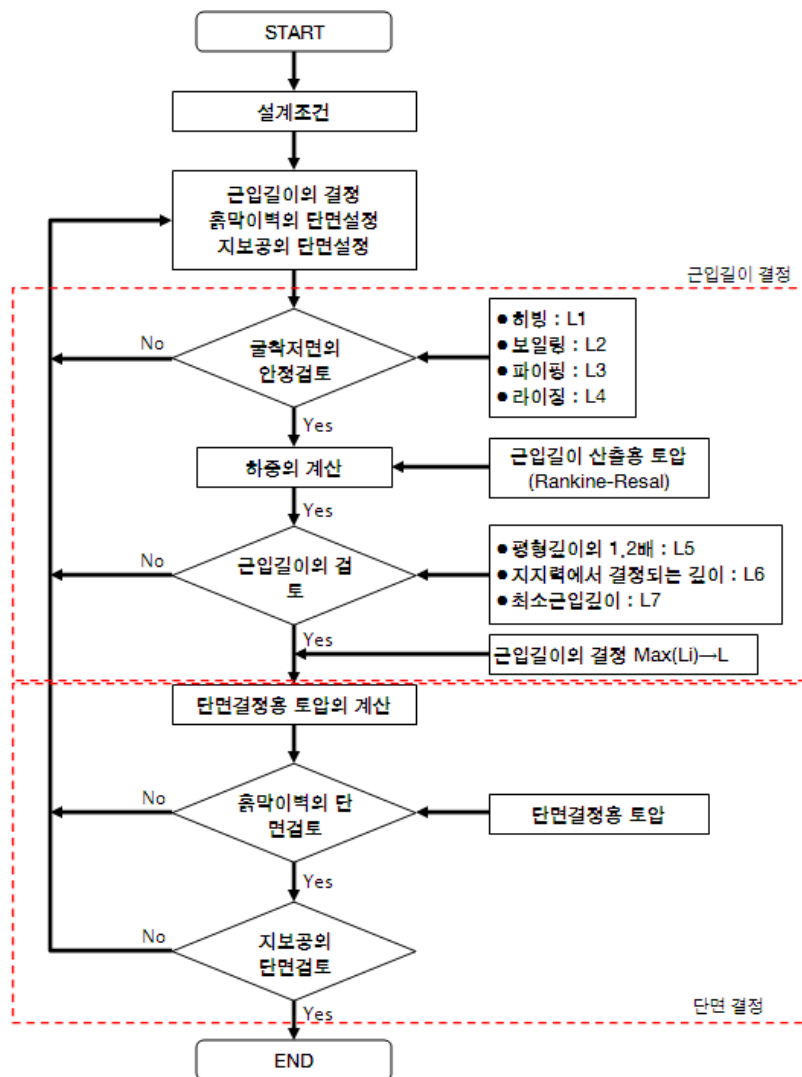 START
설계조건
근입길이의 결정
흙막이벽의 단면설정
지보공의 단면설정
근입길이 결정
No
굴착저면의
안정검토
● 히빙 : L1
● 보일링 : L2
● 파이핑 : L3
● 라이징 : L4
Yes
하중의 계산
근입길이 산출용 토압
(Rankine-Resal)
Yes
No
근입길이의 검
토
● 평형깊이의 1.2배 : L5
● 지지력에서 결정되는 깊이 : L6
● 최소근입깊이 : L7
Yes
근입길이의 결정 Max(Li)→L
단면결정용 토압의 계산
No
흙막이벽의 단
면검토
단면결정용 토압
Yes
No
지보공의
단면검토
Yes
단면 결정
END